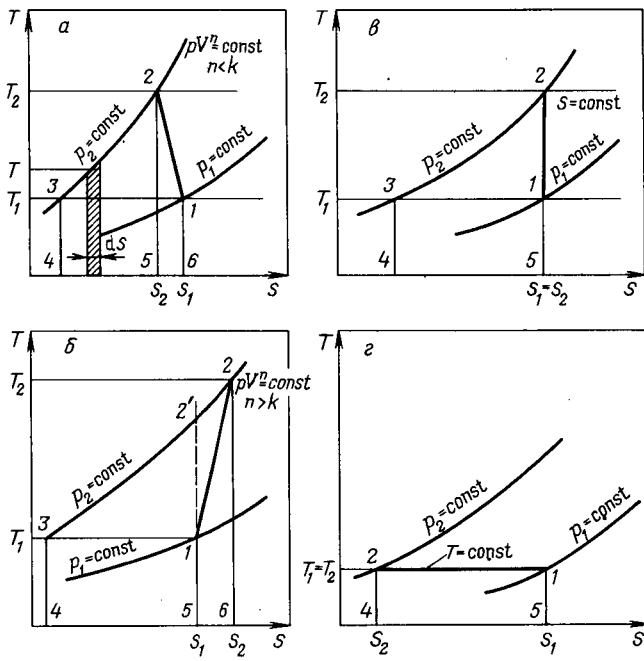 T
а
pVⁿ=const
n<k
T₂
2
p₂=const
T
p₁=const
T₁
3
1
ds
4
5
6
S₂
S₁
S
T
в
T₂
2
S=const
p₂=const
p₁=const
T₁
3
1
4
5
S₁=S₂
S
T
б
T₂
2
pVⁿ=const
n>k
2′
p₂=const
T₁
3
p₁=const
1
4
5
6
S₁
S₂
S
T
г
p₂=const
p₁=const
T₁=T₂
2
T=const
1
4
5
S₂
S₁
S